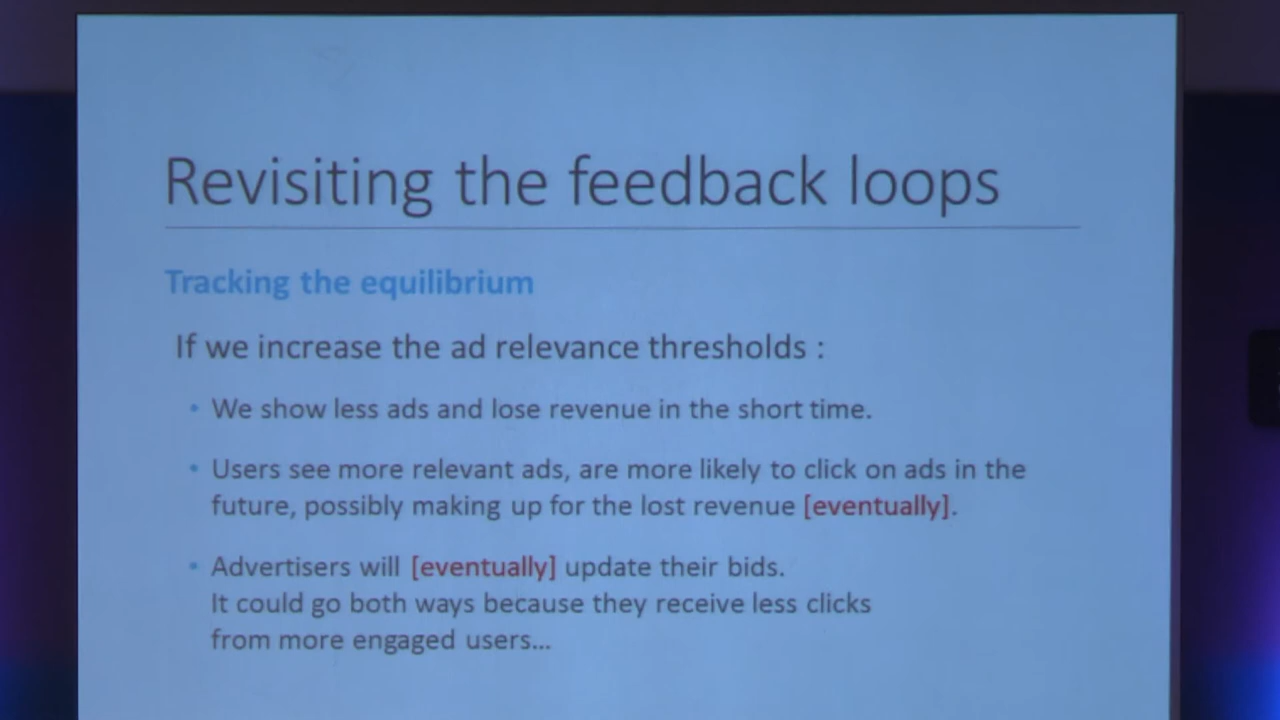 Revisiting the feedback loops
Tracking the equilibrium
If we increase the ad relevance thresholds :
• We show less ads and lose revenue in the short time.
• Users see more relevant ads, are more likely to click on ads in the
future, possibly making up for the lost revenue [eventually].
• Advertisers will [eventually] update their bids.
It could go both ways because they receive less clicks
from more engaged users...